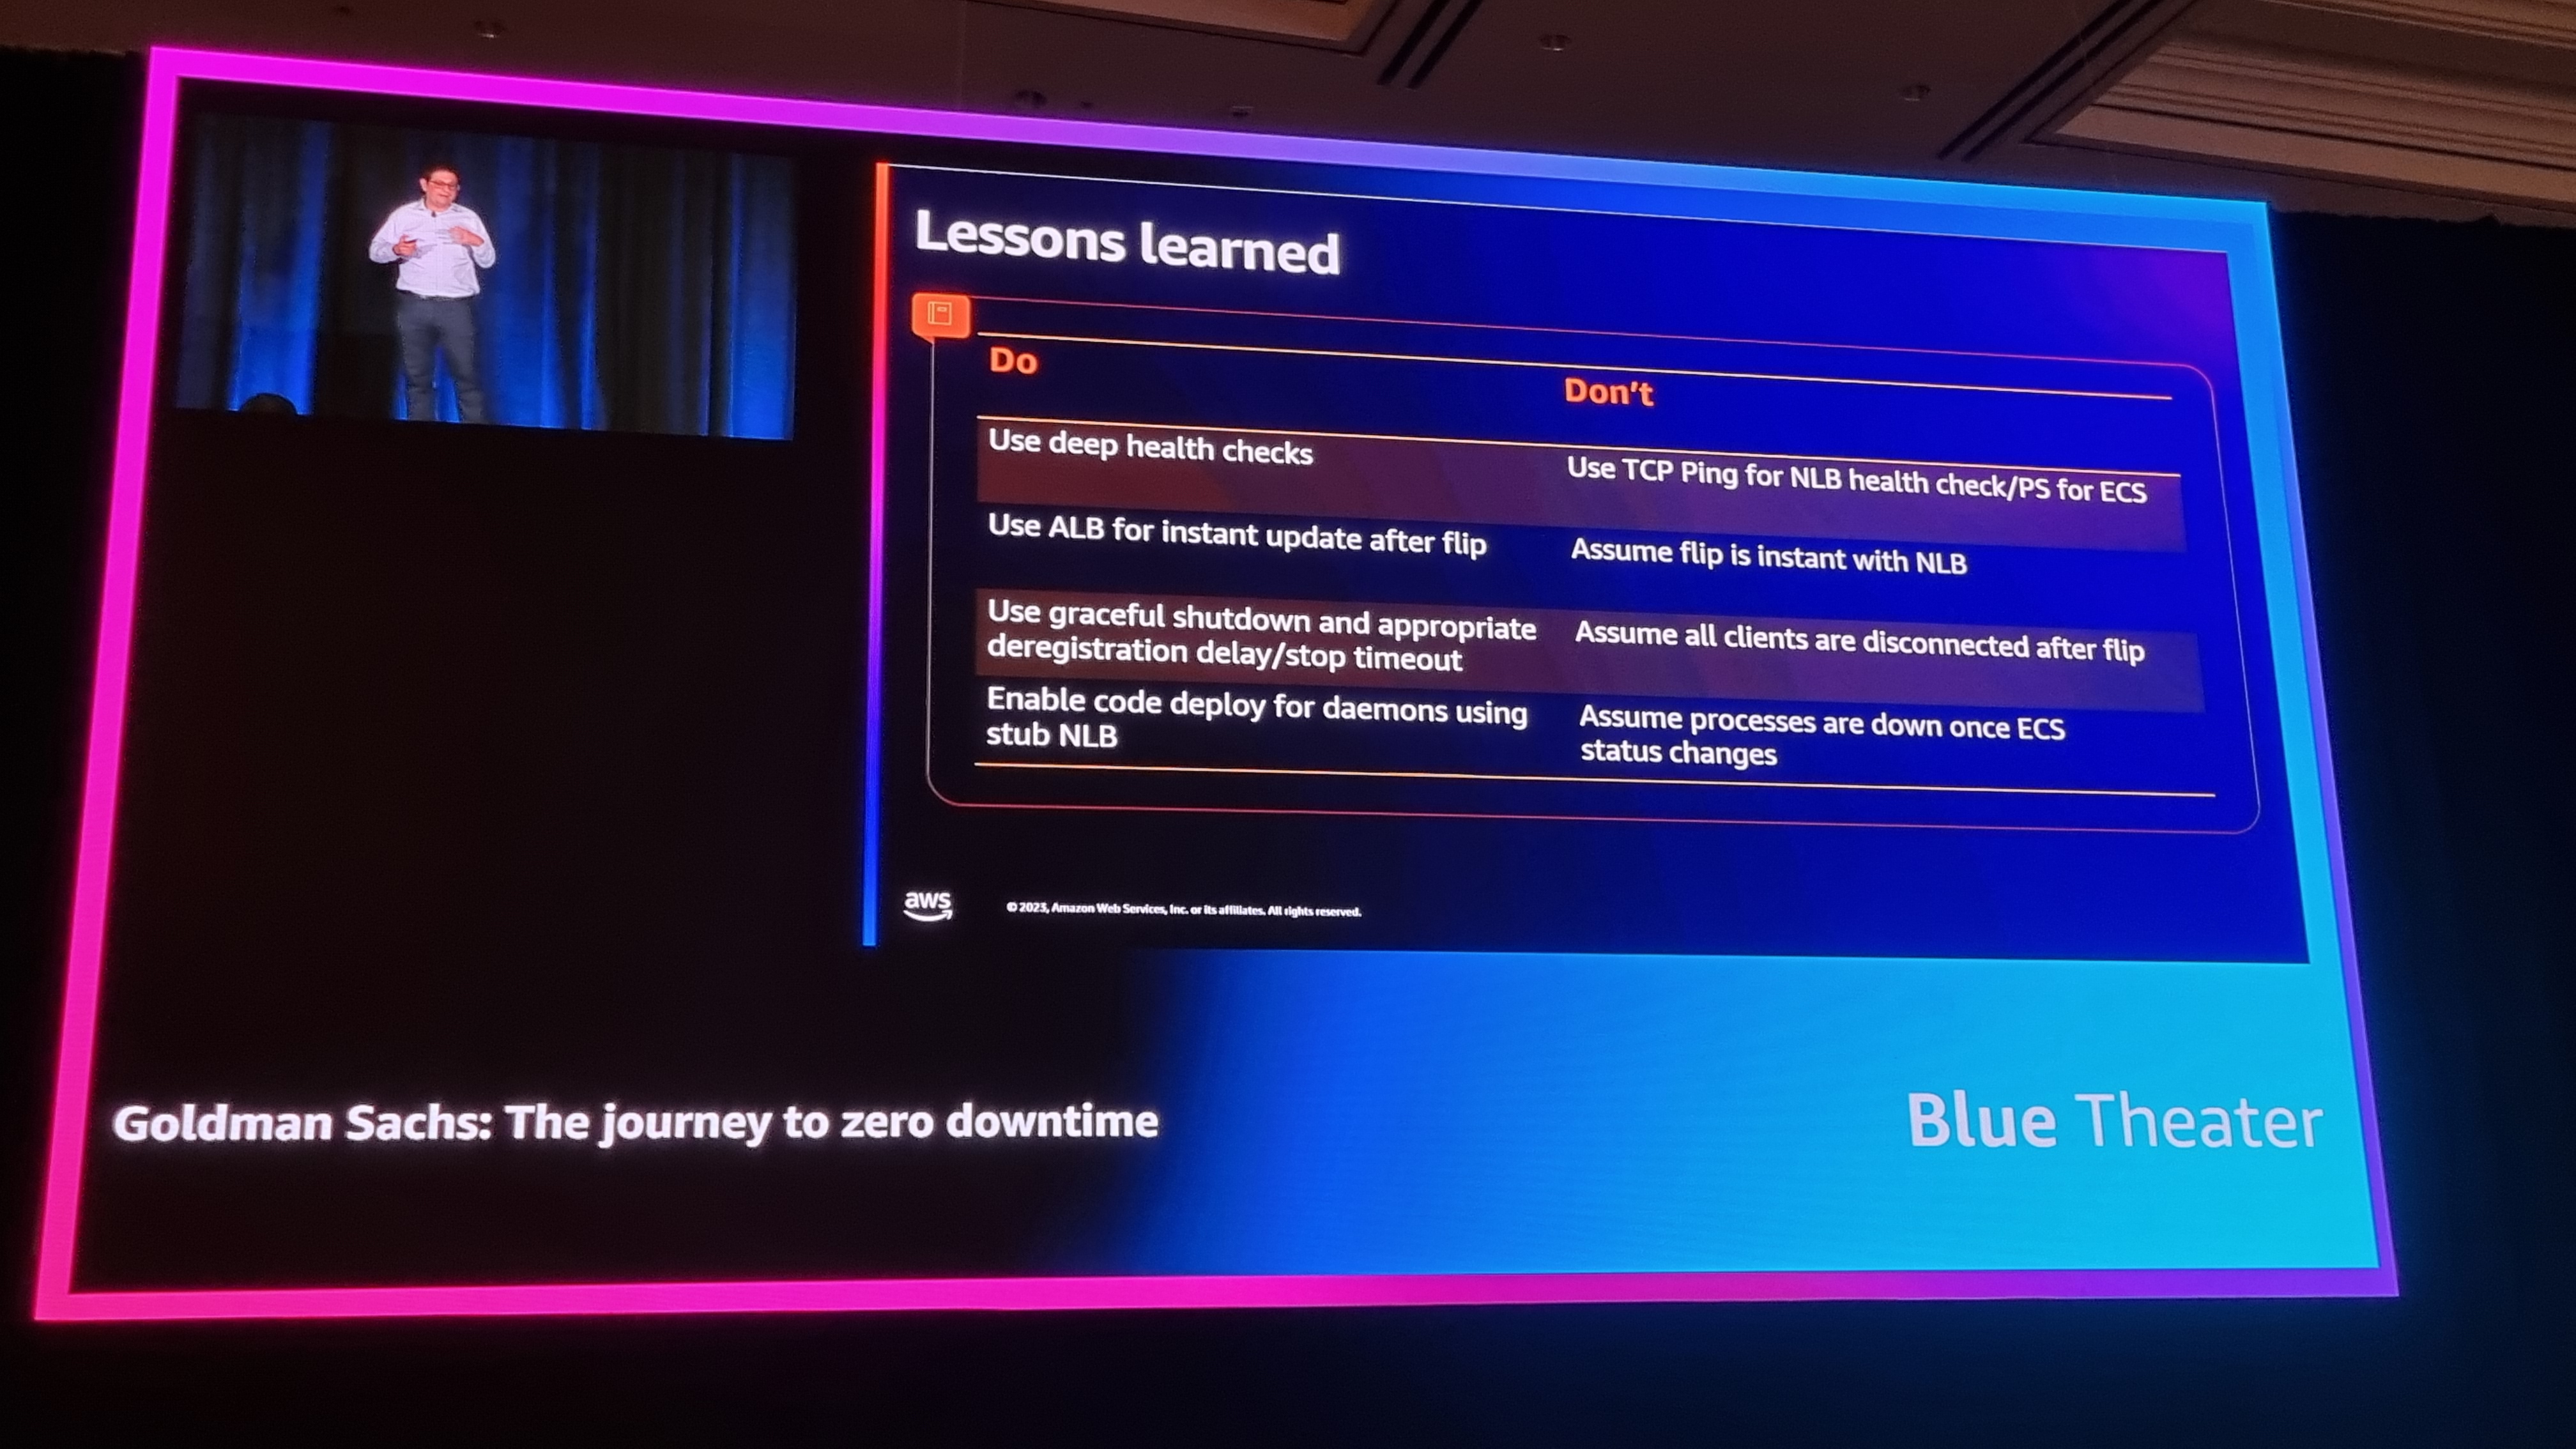 Lessons learned
Do
Don't
Use deep health checks
Use TCP Ping for NLB health check/PS for ECS
Use ALB for instant update after flip
Assume flip is instant with NLB
Use graceful shutdown and appropriate
deregistration delay/stop timeout
Assume all clients are disconnected after flip
Enable code deploy for daemons using
stub NLB
Assume processes are down once ECS
status changes
aws
© 2023, Amazon Web Services, Inc. or its affiliates. All rights reserved.
Goldman Sachs: The journey to zero downtime
Blue Theater